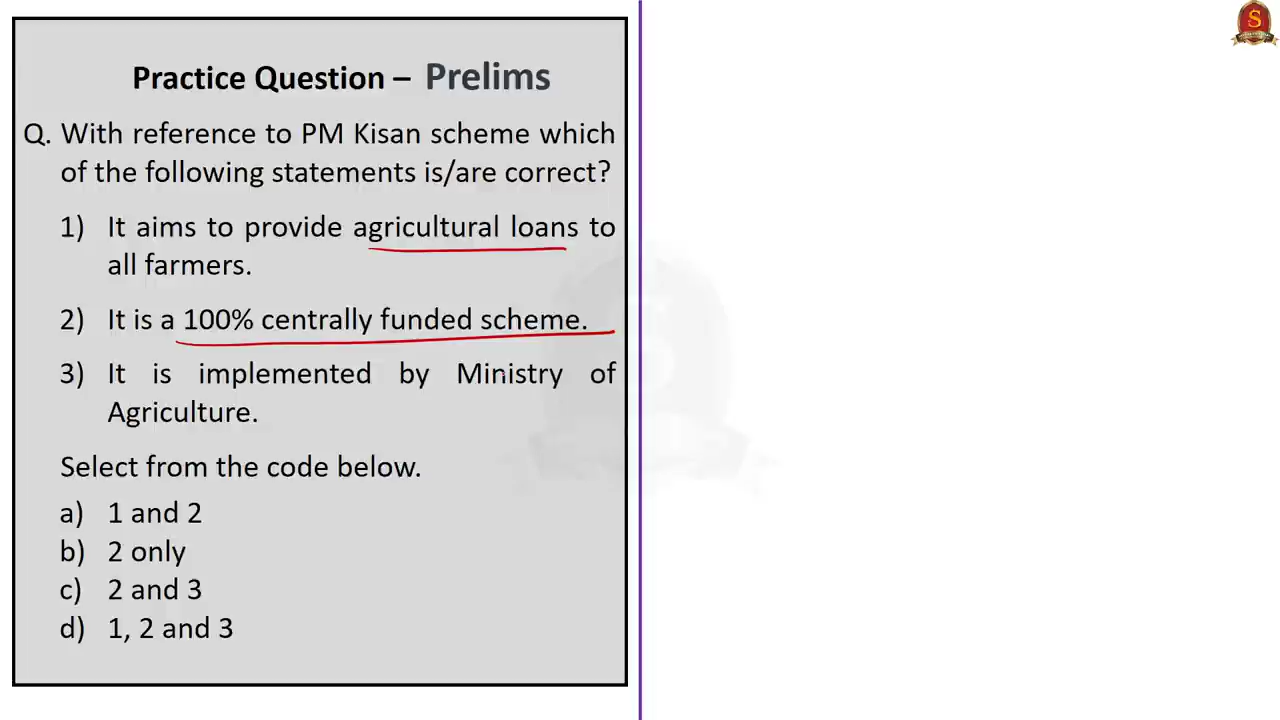 Practice Question – Prelims
Q. With reference to PM Kisan scheme which
of the following statements is/are correct?
1) It aims to provide agricultural loans to
all farmers.
2) It is a 100% centrally funded scheme.
3) It is implemented by Ministry of
Agriculture.
Select from the code below.
a) 1 and 2
b) 2 only
c) 2 and 3
d) 1, 2 and 3
S